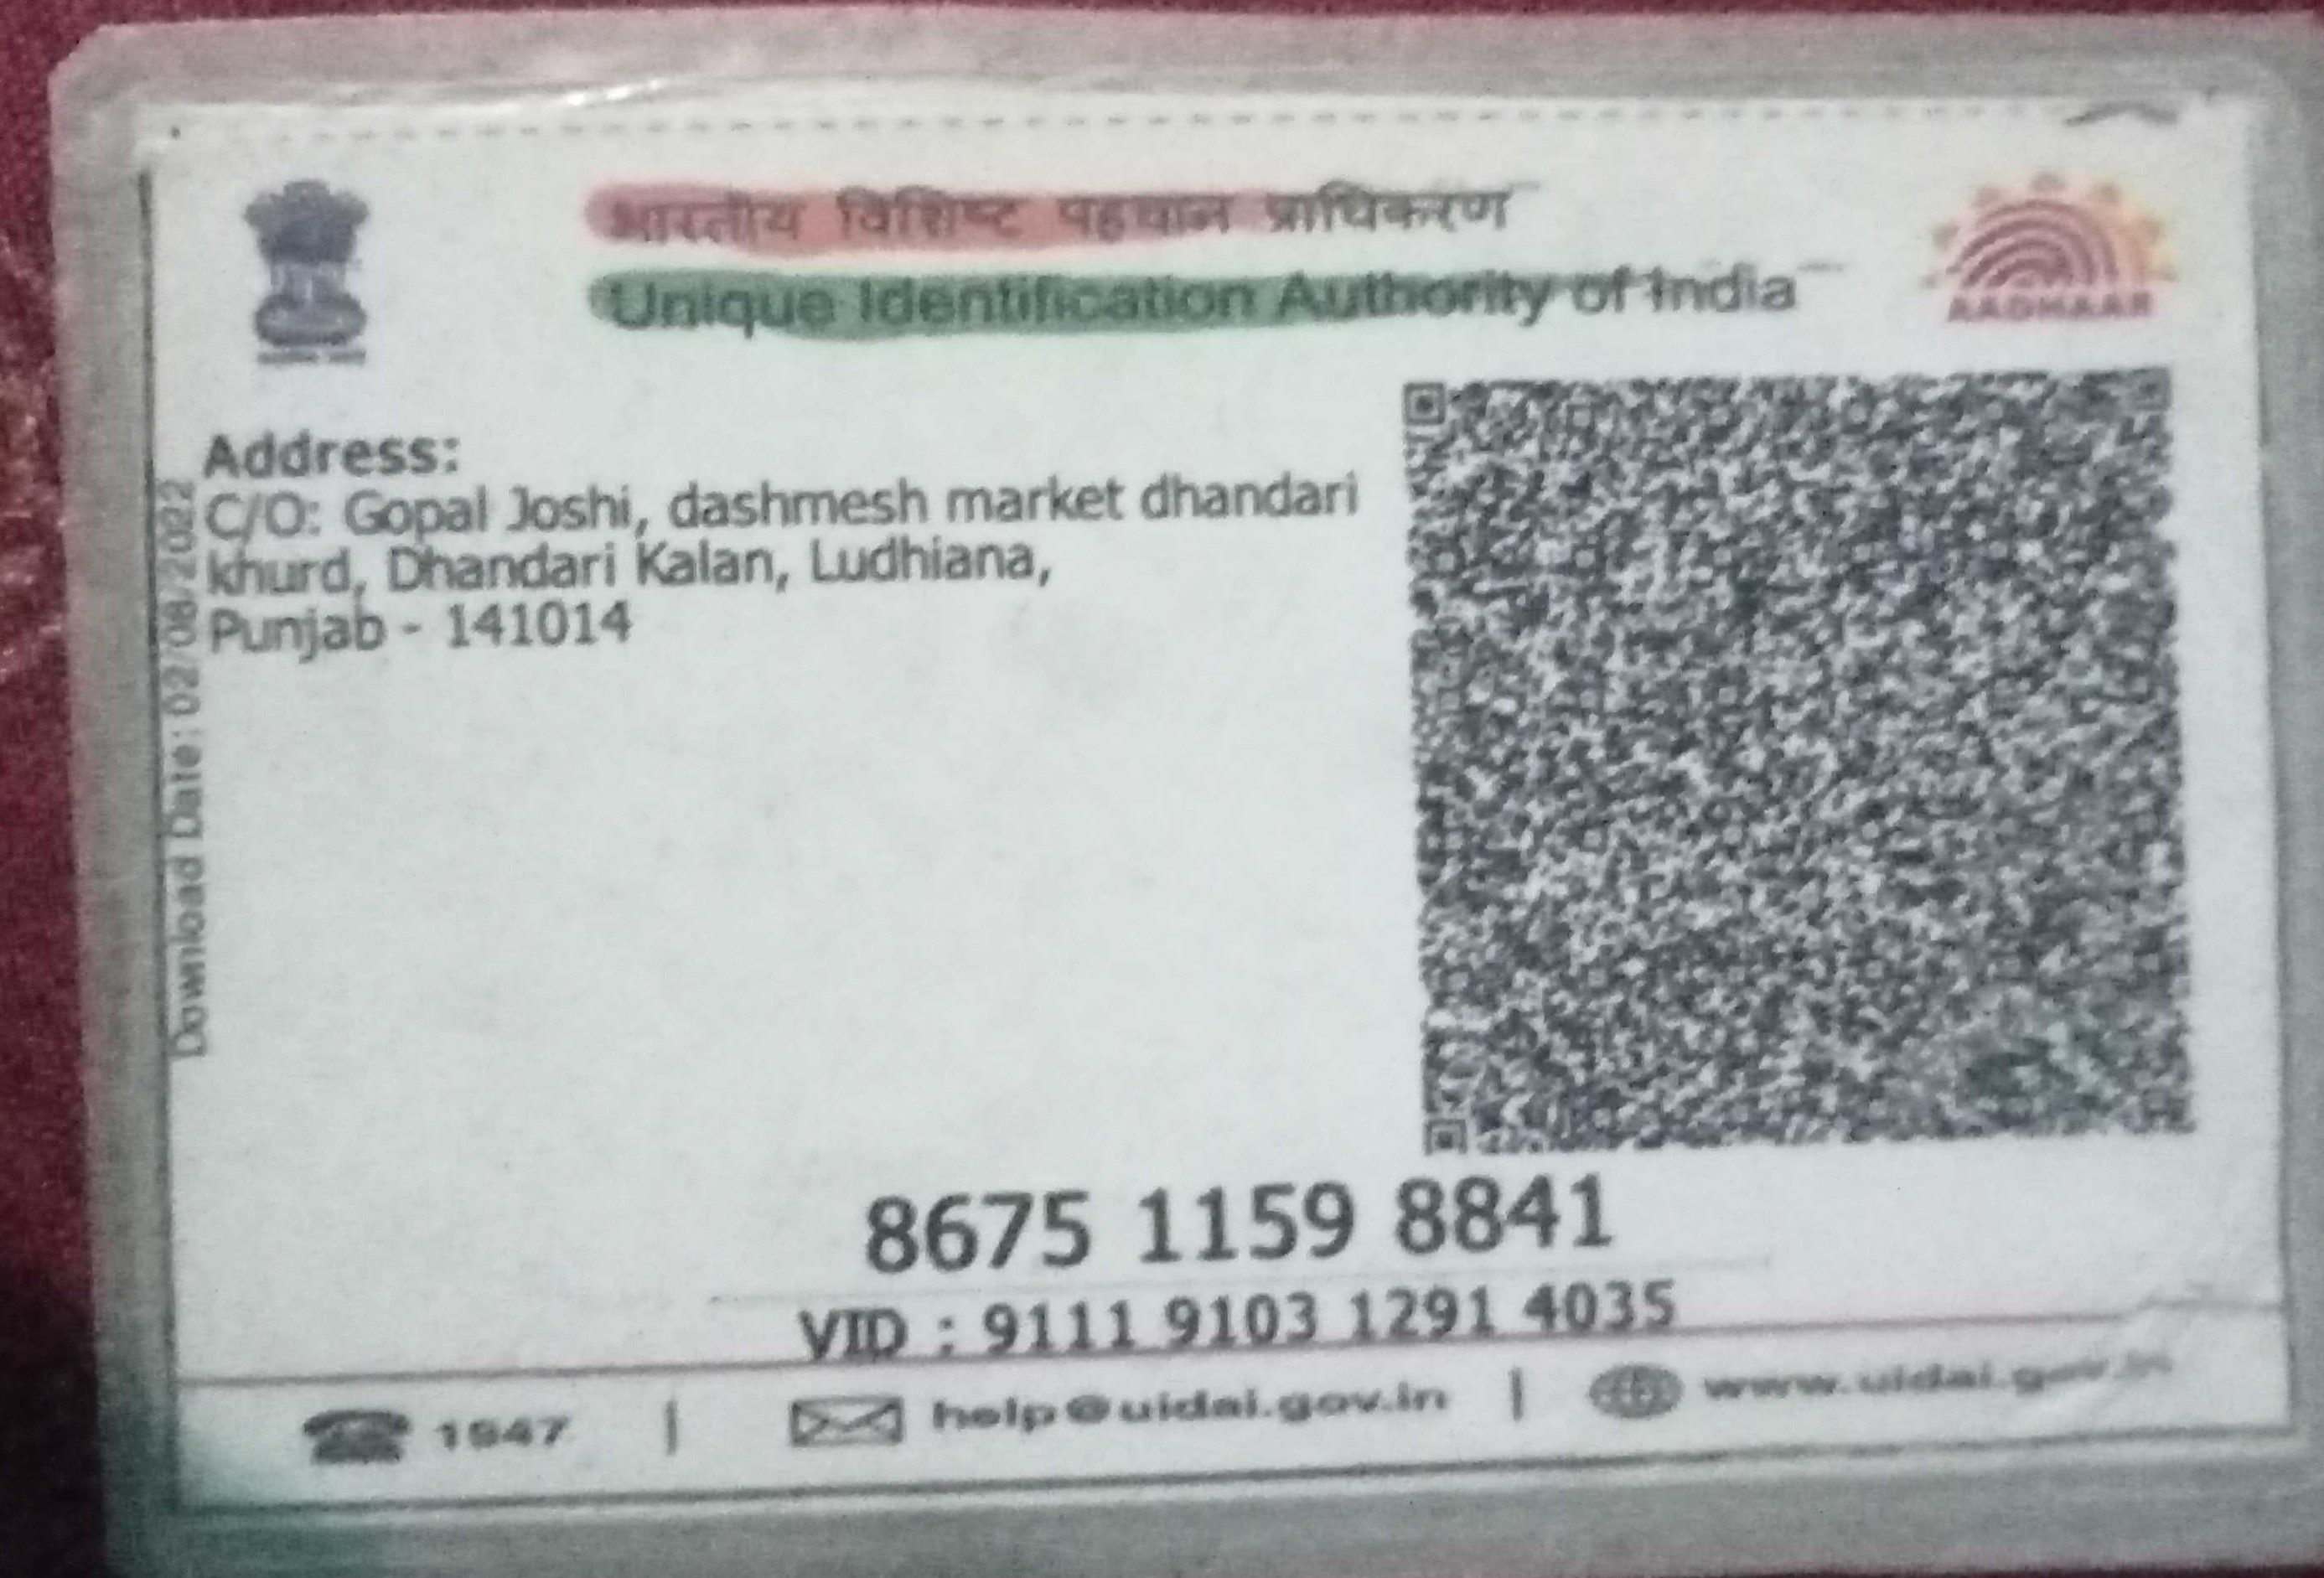 भारतीय विशिष्ट पहचान प्राधिकरण
Unique Identification Authority of India
AADHAAR
Address:
C/O: Gopal Joshi, dashmesh market dhandari
khurd, Dhandari Kalan, Ludhiana,
Punjab - 141014
Download Date: 02/08/2022
8675 1159 8841
VID : 9111 9103 1291 4035
1947 | help@uidai.gov.in | www.uidai.gov.in